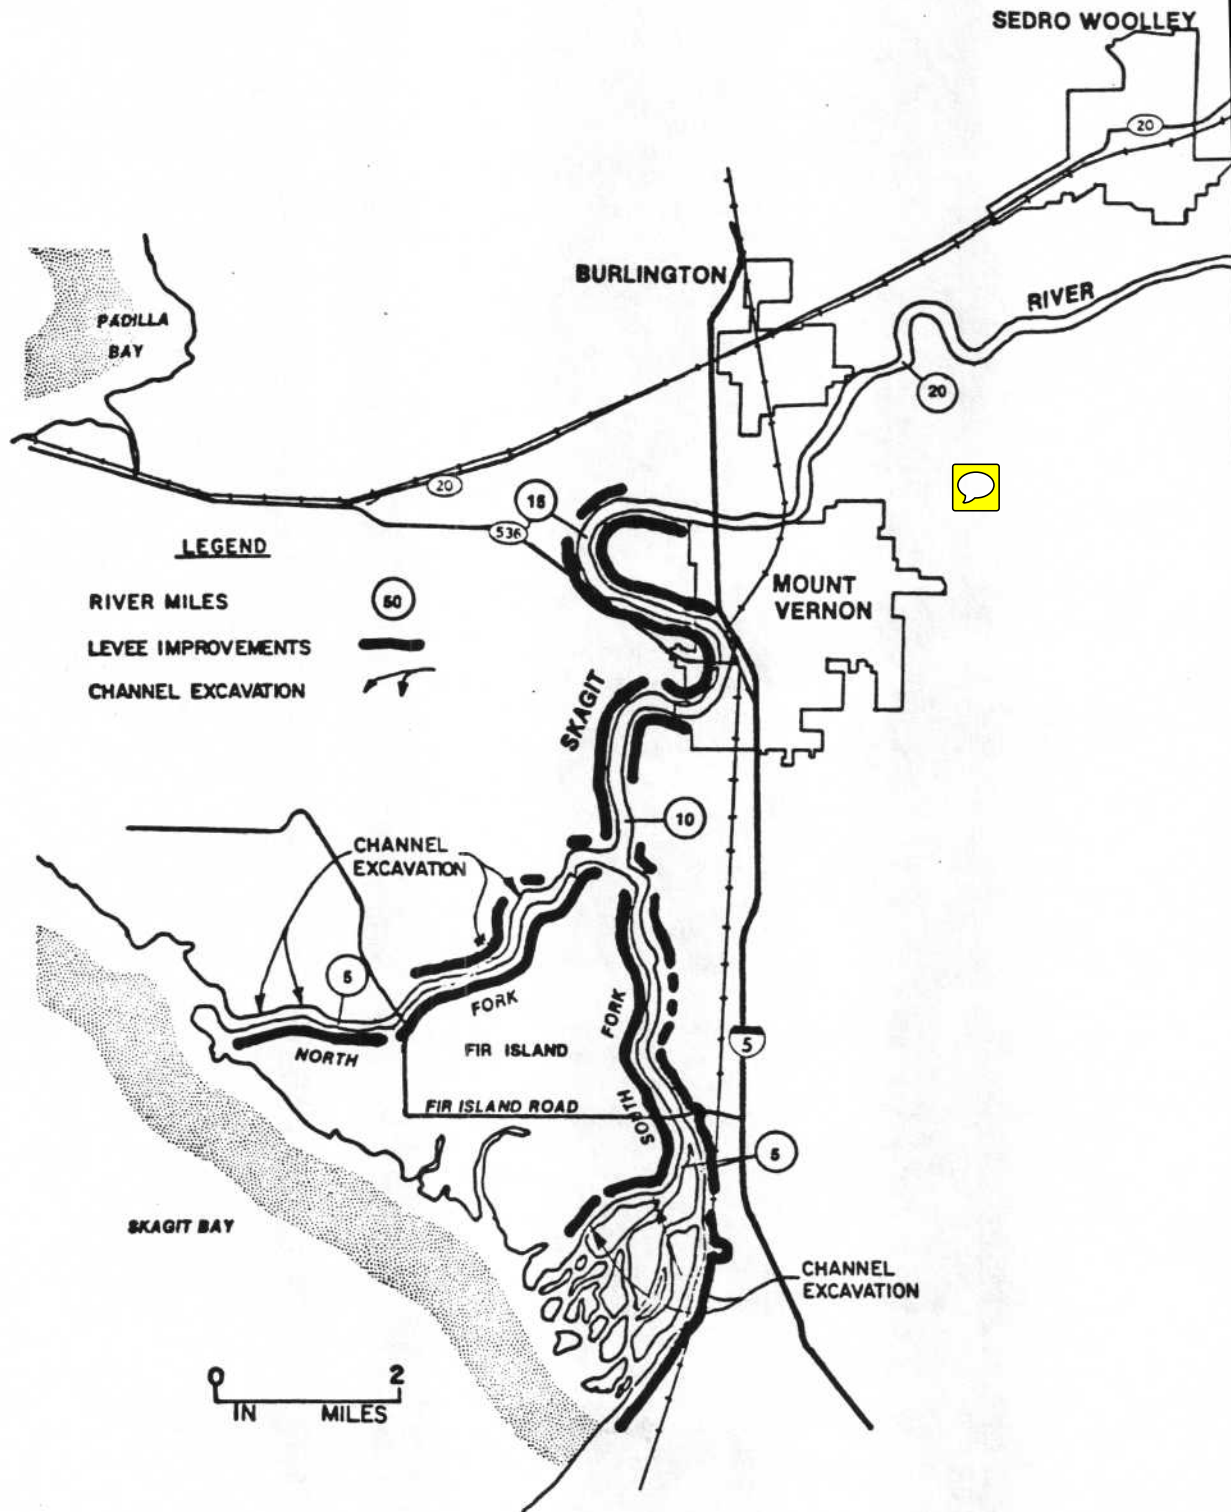 SEDRO WOOLLEY
20
BURLINGTON
RIVER
PADILLA
BAY
20
20
15
536
LEGEND
RIVER MILES
50
LEVEE IMPROVEMENTS
CHANNEL EXCAVATION
MOUNT
VERNON
SKAGIT
10
CHANNEL
EXCAVATION
5
FORK
NORTH
FIR ISLAND
FORK
SOUTH
5
FIR ISLAND ROAD
5
SKAGIT BAY
CHANNEL
EXCAVATION
0 2
IN MILES